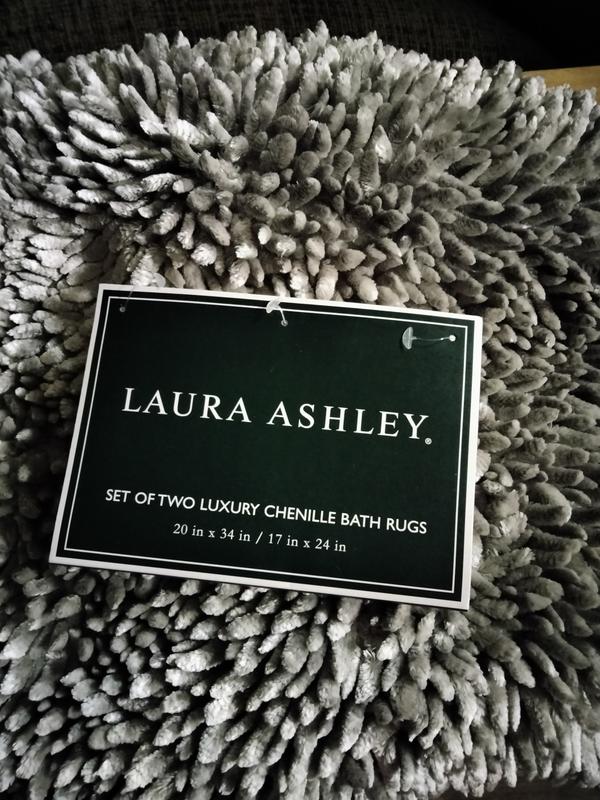 LAURA ASHLEY®
SET OF TWO LUXURY CHENILLE BATH RUGS
20 in x 34 in / 17 in x 24 in